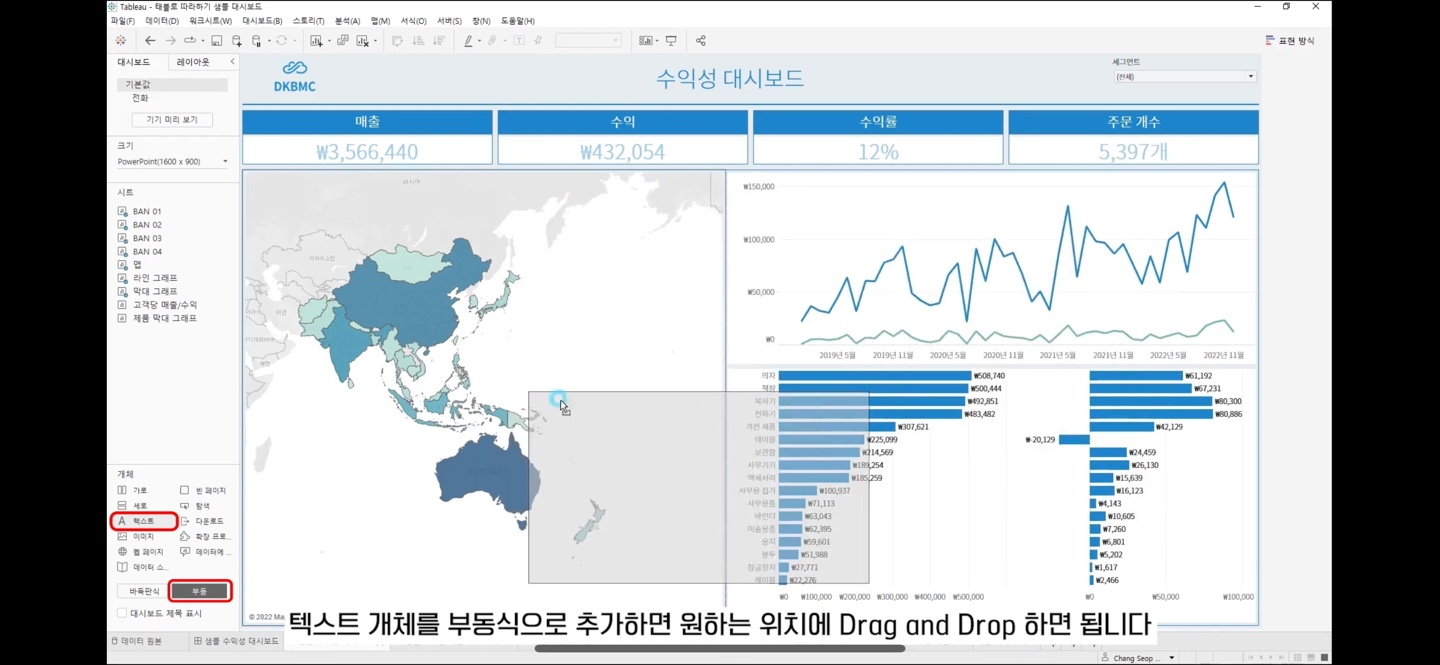 Tableau - 태블로 따라하기 샘플 대시보드
파일(F) 데이터(D) 워크시트(W) 대시보드(B) 스토리(T) 분석(A) 맵(M) 서식(O) 서버(S) 창(N) 도움말(H)
표현 방식
대시보드 레이아웃
기본값
전화
기기 미리 보기
크기
PowerPoint(1600 x 900)
시트
BAN 01
BAN 02
BAN 03
BAN 04
맵
라인 그래프
막대 그래프
고객당 매출/수익
제품 막대 그래프
개체
가로 빈 페이지
세로 탐색
텍스트 다운로드
이미지 확장 프로...
웹 페이지 데이터에 ...
데이터 스...
바둑판식 부동
대시보드 제목 표시
DKBMC
수익성 대시보드
세그먼트
(전체)
매출 수익 수익률 주문 개수
₩3,566,440 ₩432,054 12% 5,397개
러시아
₩150,000
₩100,000
₩50,000
₩0
2019년 5월 2019년 11월 2020년 5월 2020년 11월 2021년 5월 2021년 11월 2022년 5월 2022년 11월
의자 ₩508,740 ₩61,192
책장 ₩500,444 ₩67,231
복사기 ₩492,851 ₩80,300
전화기 ₩483,482 ₩80,886
가전 제품 ₩307,621 ₩42,129
테이블 ₩225,099 ₩-20,129
보관함 ₩214,569 ₩24,459
사무기기 ₩189,254 ₩26,130
액세서리 ₩185,259 ₩15,639
사무용 집기 ₩100,937 ₩16,123
사무용품 ₩71,113 ₩4,143
바인더 ₩63,043 ₩10,605
미술용품 ₩62,395 ₩7,260
용지 ₩59,601 ₩6,801
봉투 ₩51,988 ₩5,202
잠금장치 ₩27,771 ₩1,617
레이블 ₩22,276 ₩2,466
₩0 ₩100,000 ₩200,000 ₩300,000 ₩400,000 ₩500,000 ₩0 ₩50,000 ₩100,000
© 2022 Ma
텍스트 개체를 부동식으로 추가하면 원하는 위치에 Drag and Drop 하면 됩니다
데이터 원본 샘플 수익성 대시보드
Chang Seop ...